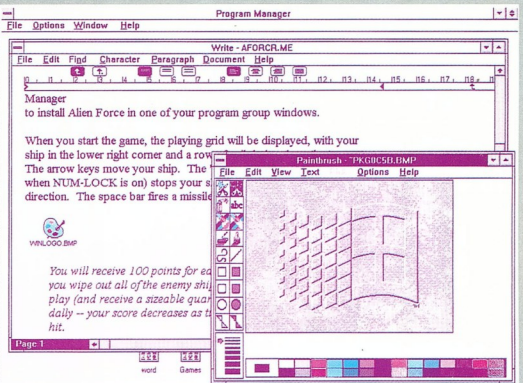 Program Manager
File Options Window Help
Write - AFORCR.ME
File Edit Find Character Paragraph Document Help
Manager
to install Alien Force in one of your program group windows.
When you start the game, the playing grid will be displayed, with your
ship in the lower right corner and a row
The arrow keys move your ship. The
when NUM-LOCK is on) stops your s
direction. The space bar fires a missile
WINLOGO.BMP
You will receive 100 points for ea
you wipe out all of the enemy ship
play (and receive a sizeable quan
dally -- your score decreases as ti
hit.
Page 1
word Games
Paintbrush - ~PKG0C5B.BMP
File Edit View Text Options Help
abc